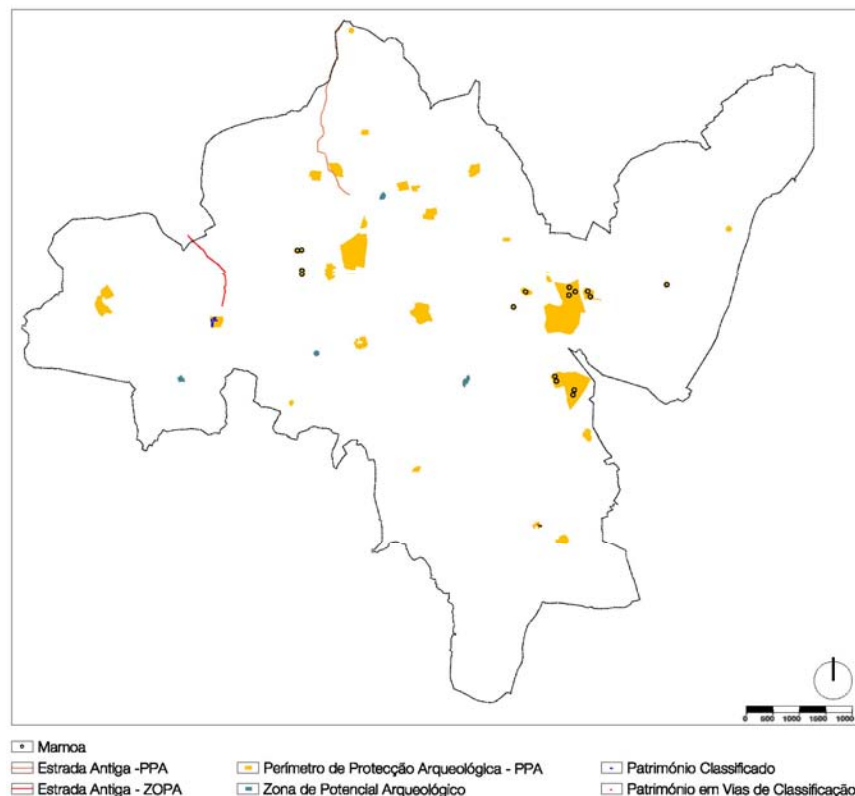 0 500 1000 1500 1000
Mamoa
Estrada Antiga -PPA
Perímetro de Protecção Arqueológica - PPA
Património Classificado
Estrada Antiga - ZOPA
Zona de Potencial Arqueológico
Património em Vias de Classificação